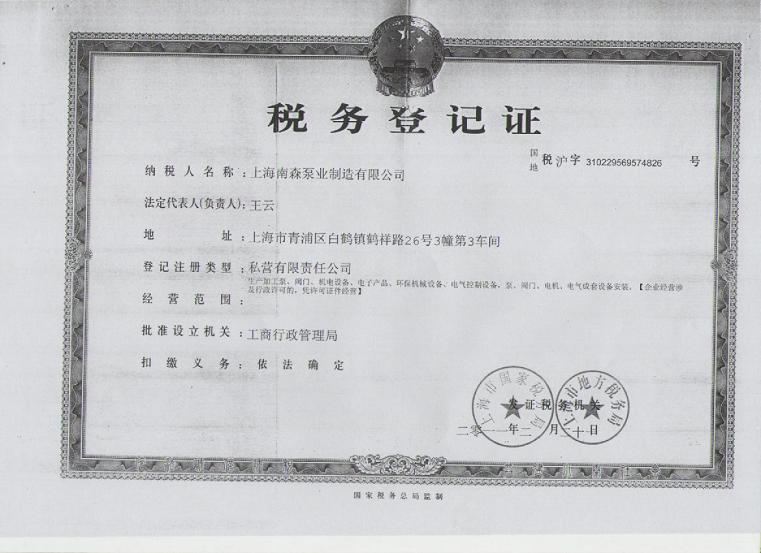 税务登记证
国地 税沪字 310229569574826 号
纳税人名称：上海南森泵业制造有限公司
法定代表人(负责人)：王云
地址：上海市青浦区白鹤镇鹤祥路26号3幢第3车间
登记注册类型：私营有限责任公司
生产加工泵、阀门、机电设备、电子产品、环保机械设备、电气控制设备，泵、阀门、电机、电气成套设备安装。【企业经营涉
及行政许可的，凭许可证件经营】
经营范围：
批准设立机关：工商行政管理局
扣缴义务：依法确定
上海市国家税务局
上海市地方税务局
发证税务机关
年二月二十日
国家税务总局监制